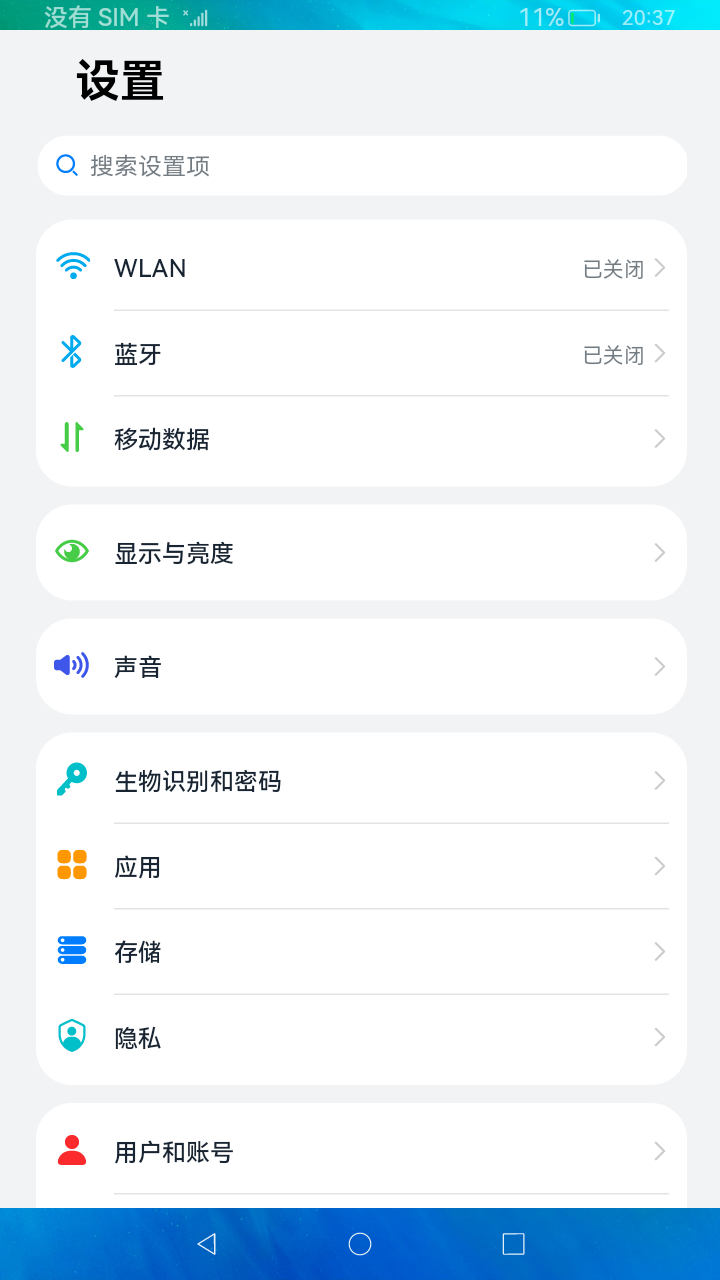 没有 SIM 卡 11% 20:37
设置
搜索设置项
WLAN 已关闭
蓝牙 已关闭
移动数据
显示与亮度
声音
生物识别和密码
应用
存储
隐私
用户和账号